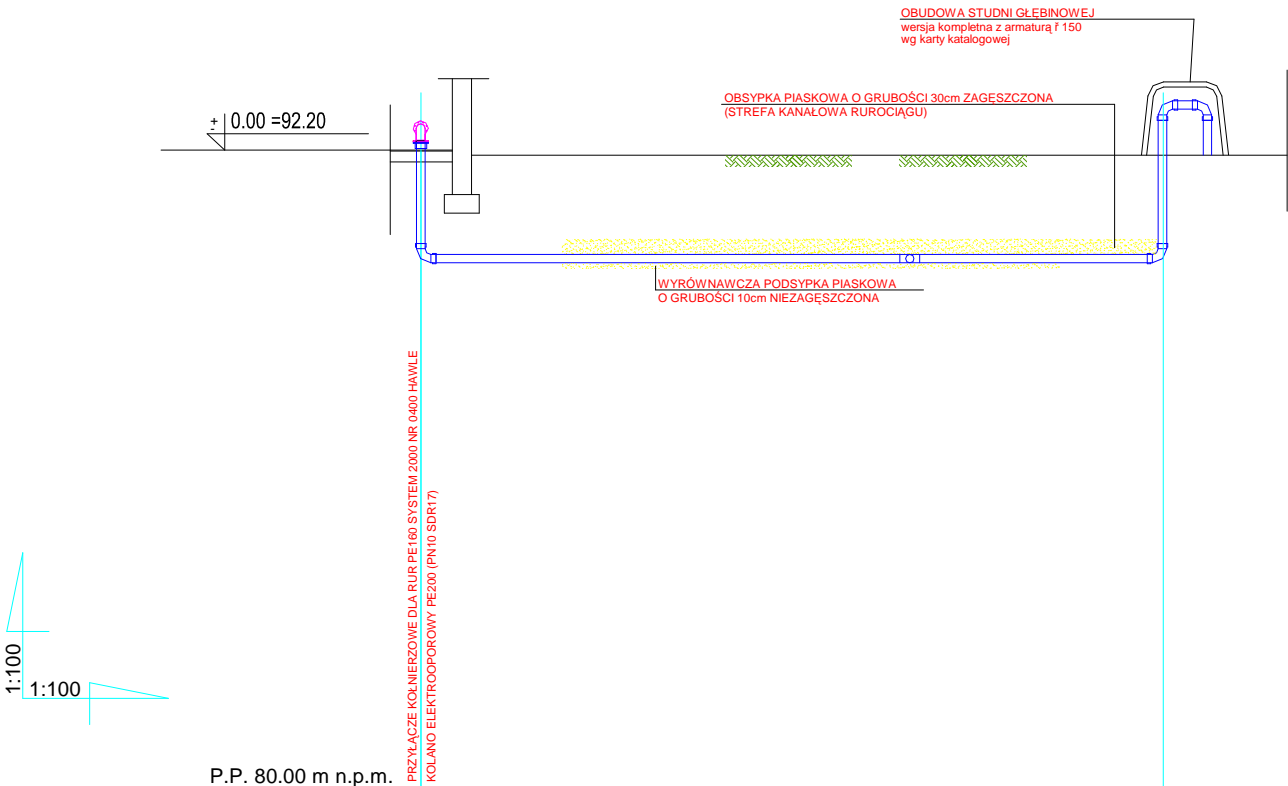 OBUDOWA STUDNI GŁĘBINOWEJ
wersja kompletna z armaturą ř 150
wg karty katalogowej
OBSYPKA PIASKOWA O GRUBOŚCI 30cm ZAGĘSZCZONA
(STREFA KANAŁOWA RUROCIĄGU)
± 0.00 =92.20
WYRÓWNAWCZA PODSYPKA PIASKOWA
O GRUBOŚCI 10cm NIEZAGĘSZCZONA
PRZYŁĄCZE KOŁNIERZOWE DLA RUR PE160 SYSTEM 2000 NR 0400 HAWLE
KOLANO ELEKTROOPOROWY PE200 (PN10 SDR17)
1:100
1:100
P.P. 80.00 m n.p.m.